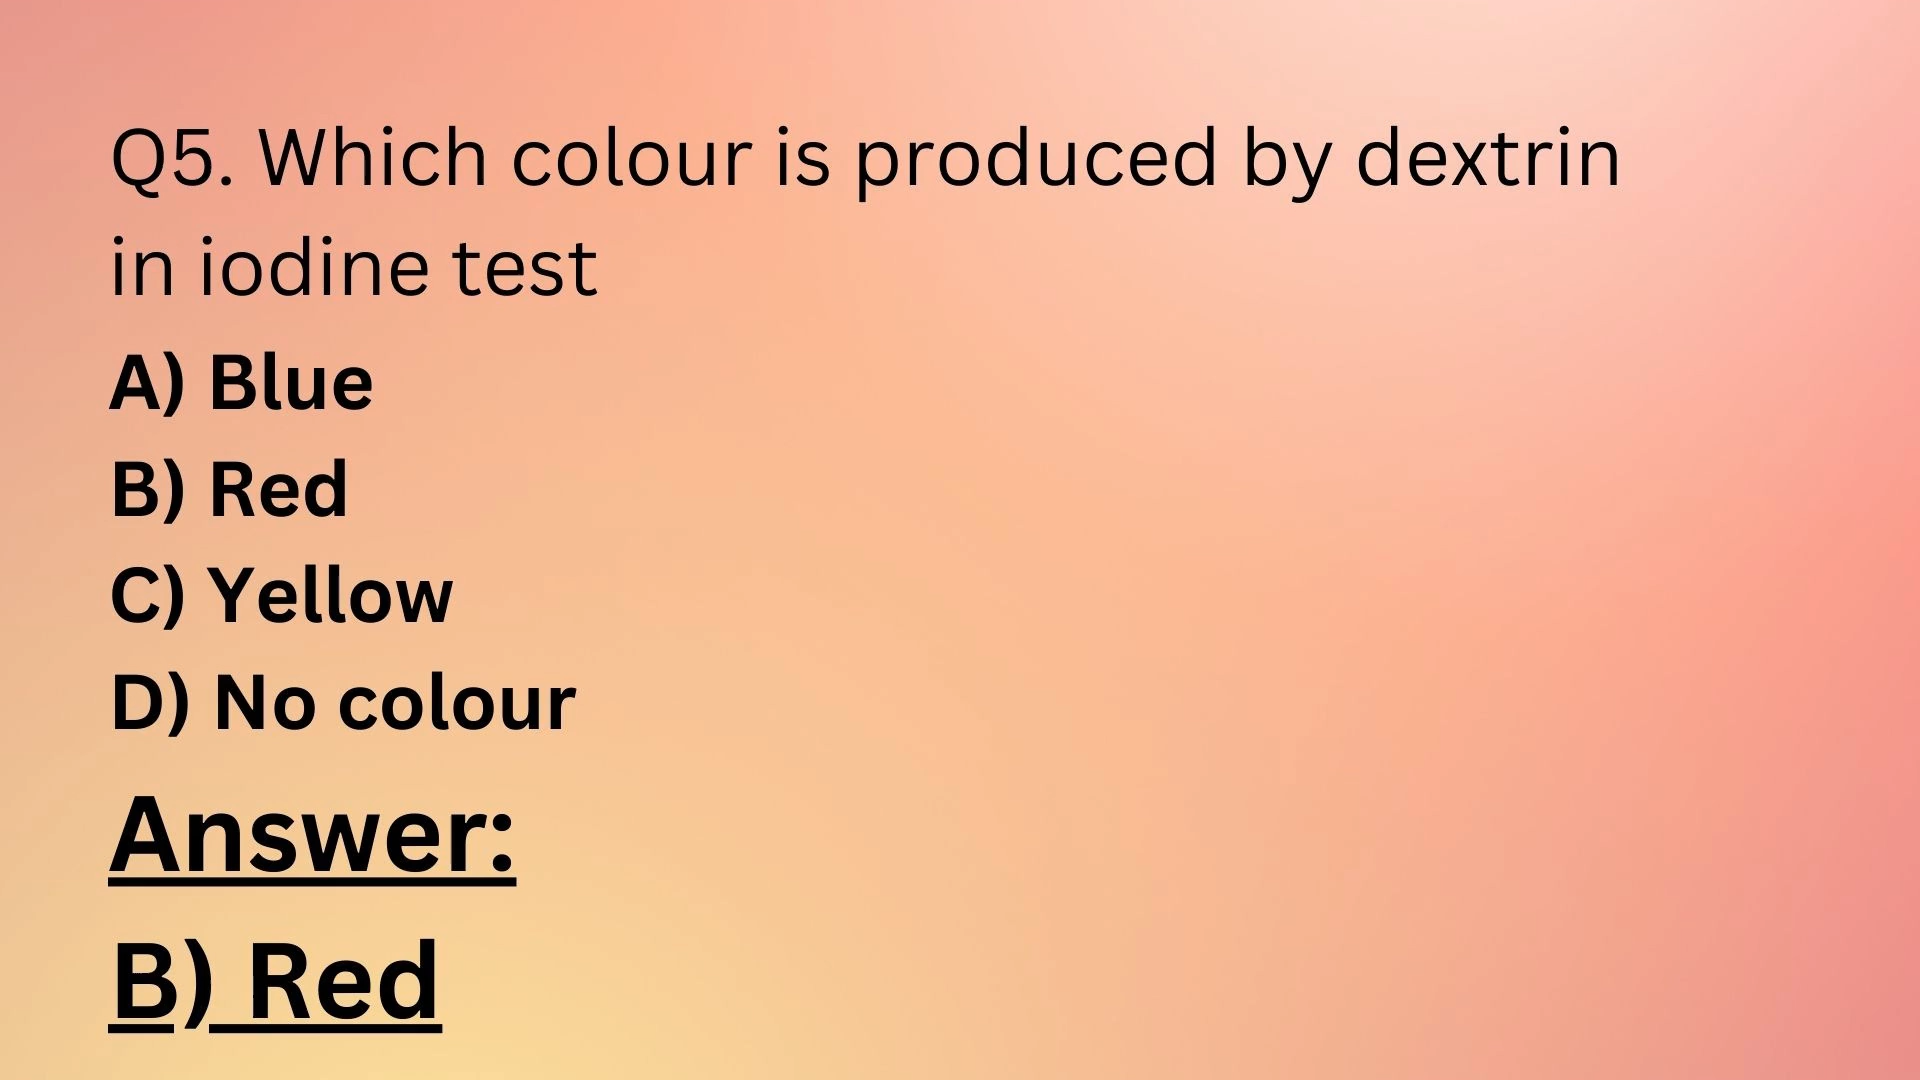 Q5. Which colour is produced by dextrin
in iodine test
A) Blue
B) Red
C) Yellow
D) No colour
Answer:
B) Red